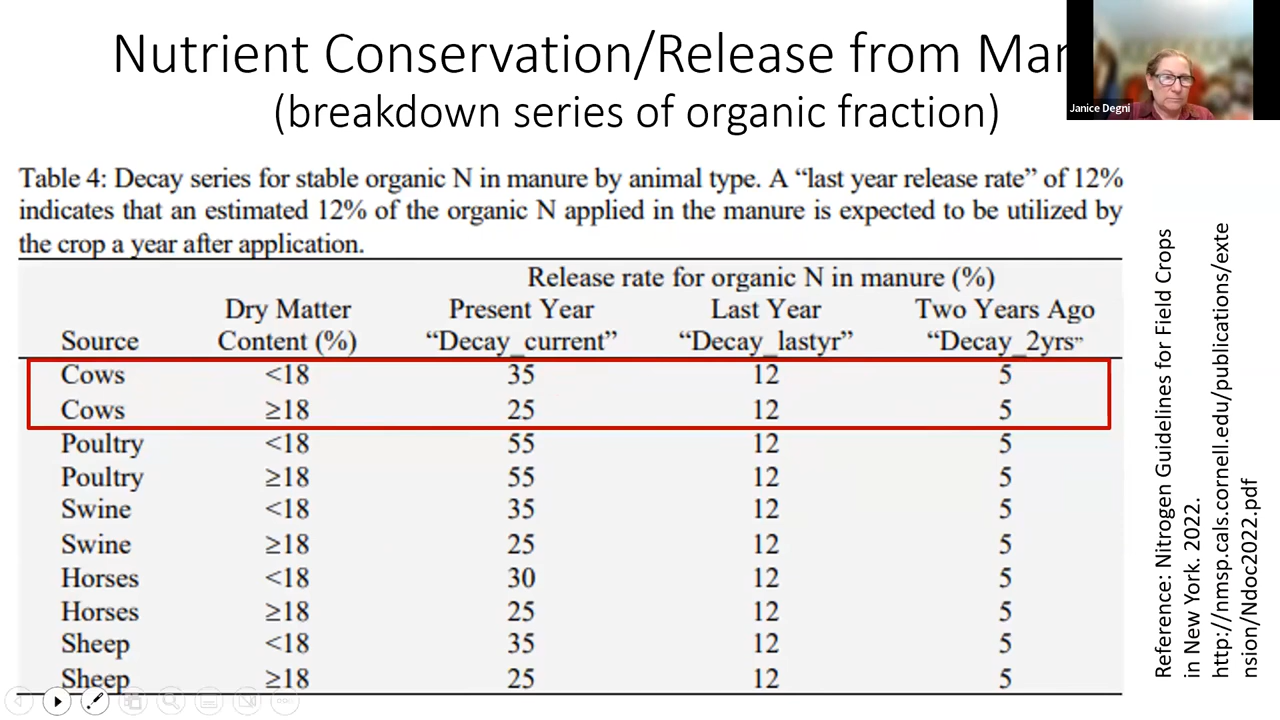 Nutrient Conservation/Release from Man
(breakdown series of organic fraction)
Janice Degni
Table 4: Decay series for stable organic N in manure by animal type. A “last year release rate” of 12%
indicates that an estimated 12% of the organic N applied in the manure is expected to be utilized by
the crop a year after application.
Release rate for organic N in manure (%)
Dry Matter Present Year Last Year Two Years Ago
Source Content (%) “Decay_current” “Decay_lastyr” “Decay_2yrs”
Cows <18 35 12 5
Cows ≥18 25 12 5
Poultry <18 55 12 5
Poultry ≥18 55 12 5
Swine <18 35 12 5
Swine ≥18 25 12 5
Horses <18 30 12 5
Horses ≥18 25 12 5
Sheep <18 35 12 5
Sheep ≥18 25 12 5
Reference: Nitrogen Guidelines for Field Crops
in New York. 2022.
http://nmsp.cals.cornell.edu/publications/exte
nsion/Ndoc2022.pdf